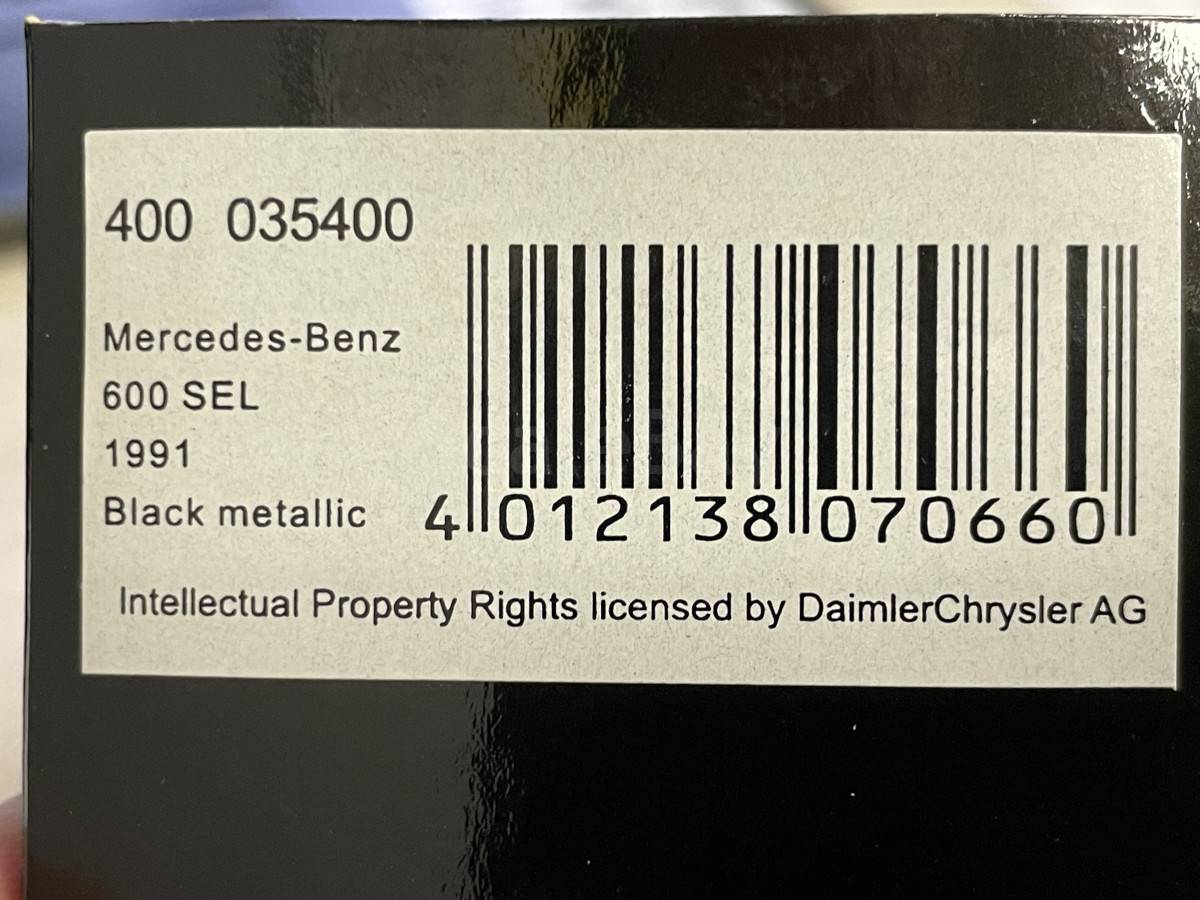 400 035400
Mercedes-Benz
600 SEL
1991
Black metallic
4 012138 070660
Intellectual Property Rights licensed by DaimlerChrysler AG